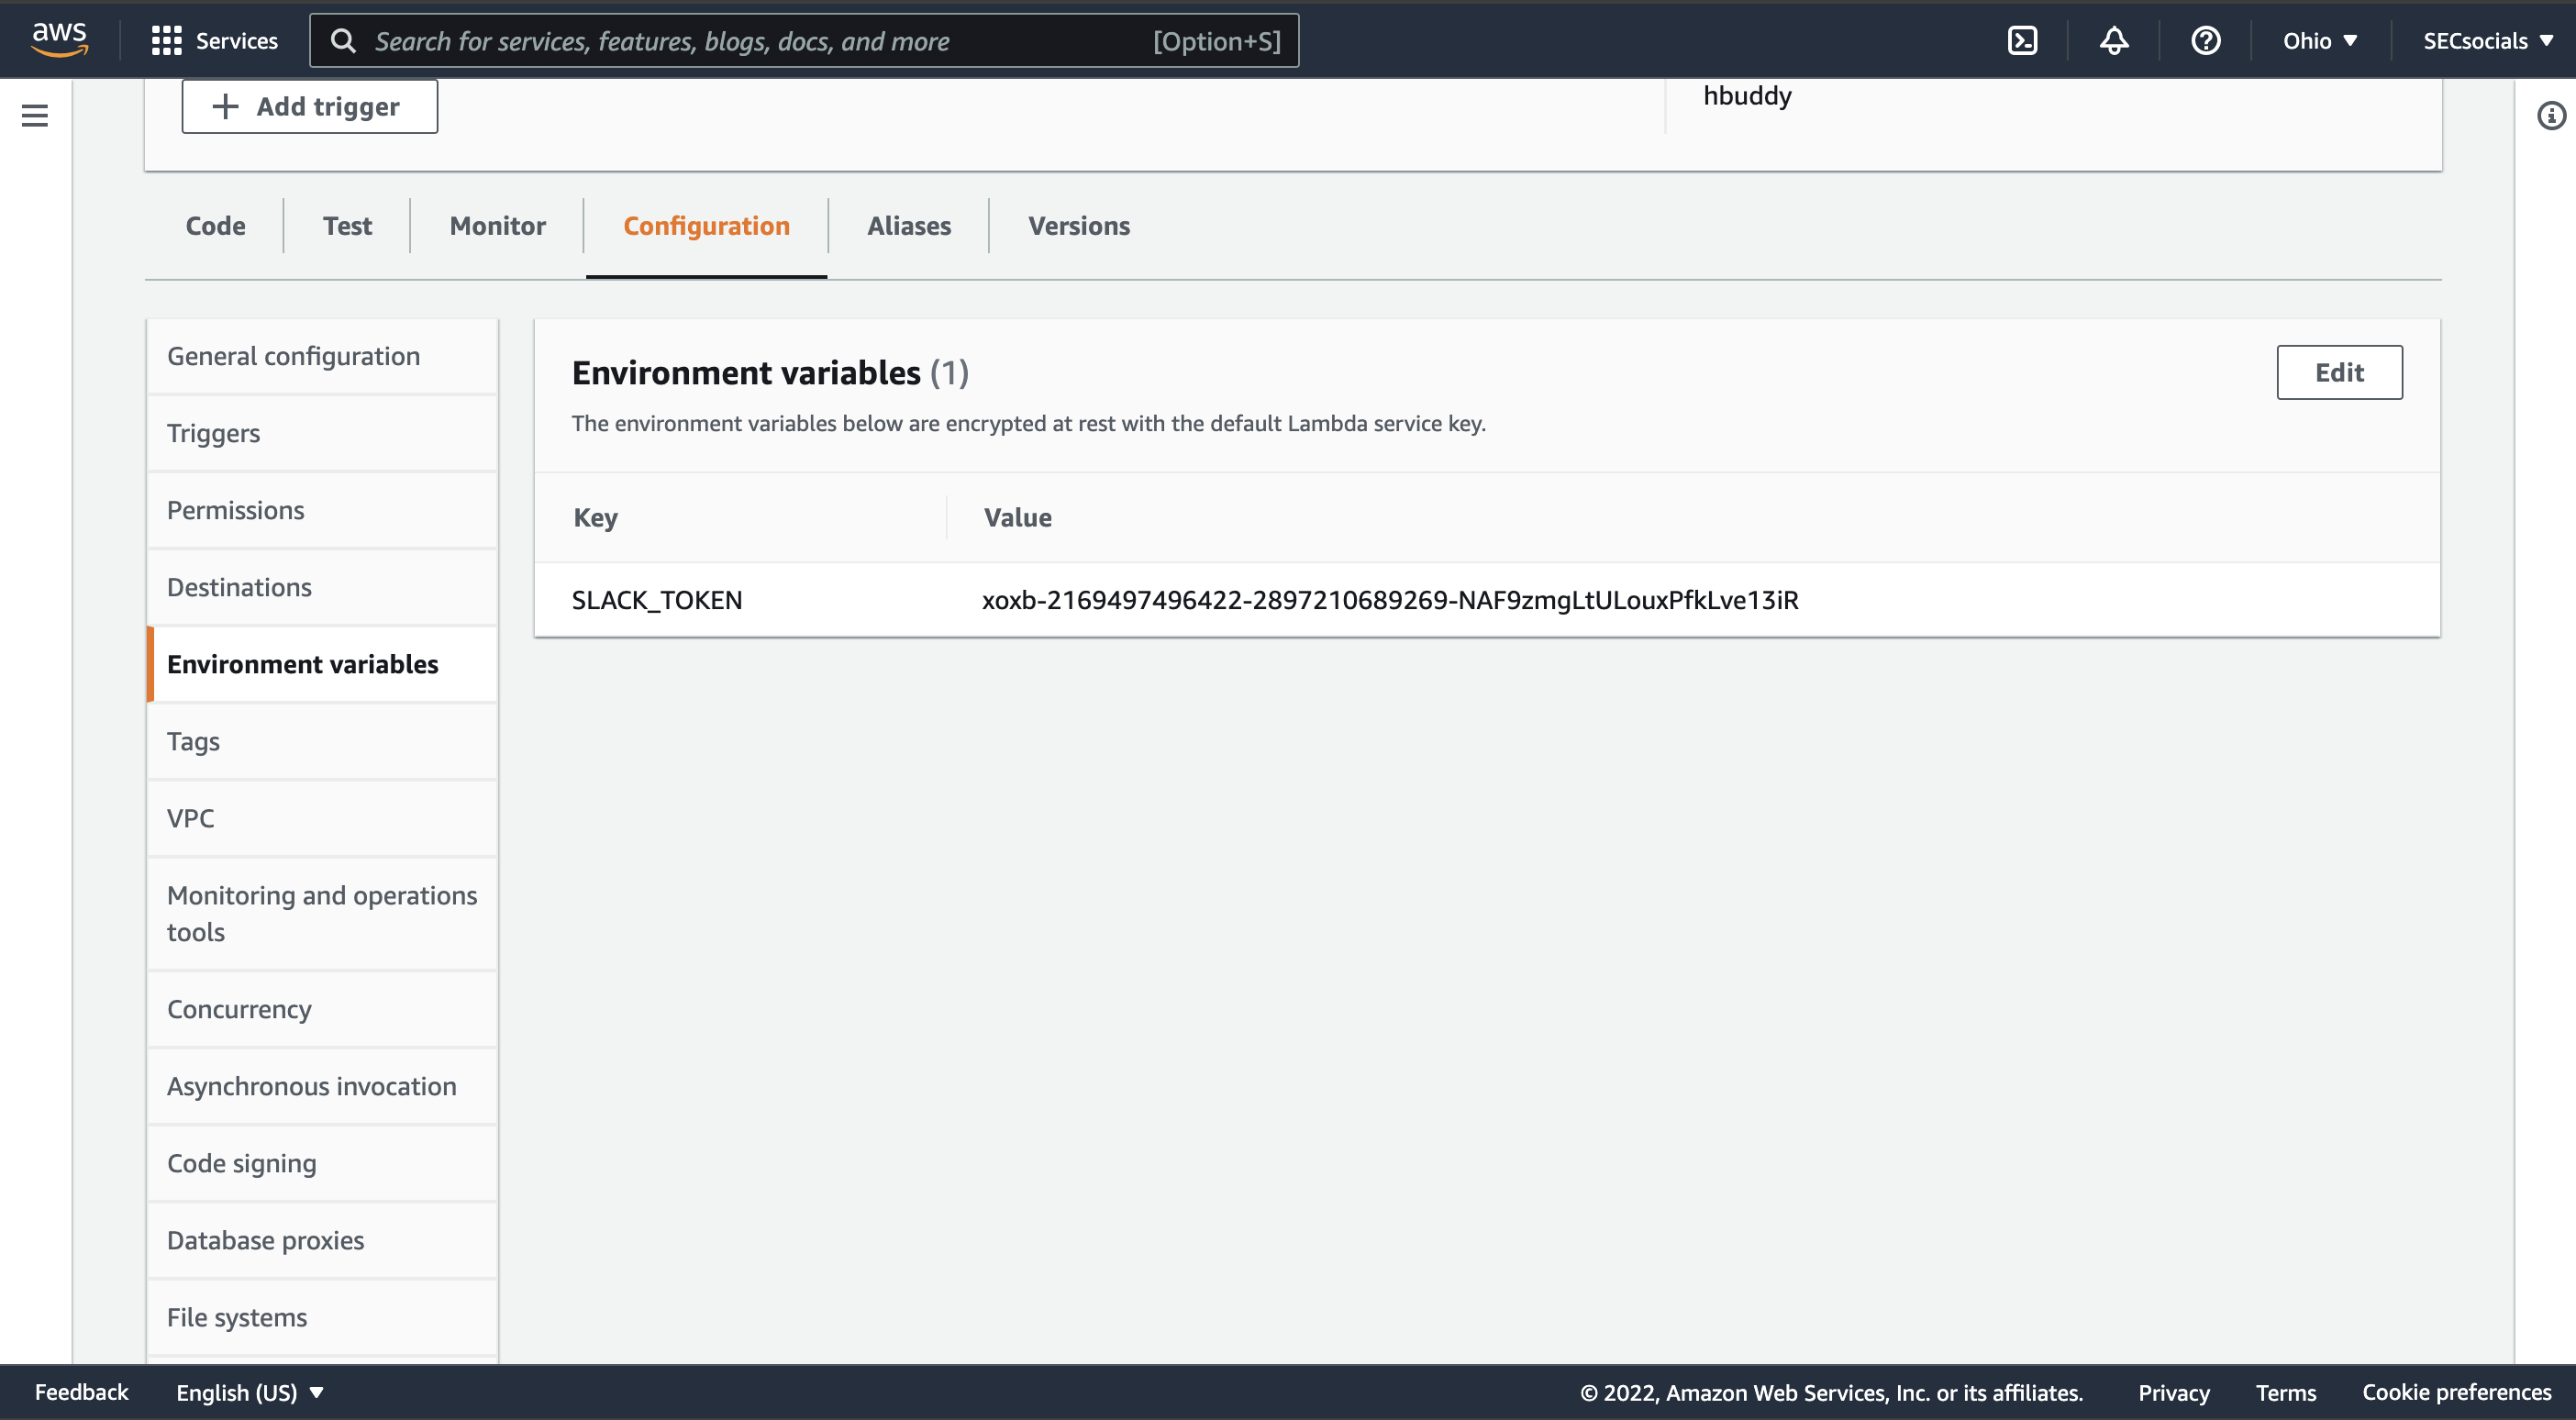 aws Services Search for services, features, blogs, docs, and more [Option+S] Ohio SECsocials
Add trigger hbuddy
Code Test Monitor Configuration Aliases Versions
General configuration
Triggers
Permissions
Destinations
Environment variables
Tags
VPC
Monitoring and operations
tools
Concurrency
Asynchronous invocation
Code signing
Database proxies
File systems
Environment variables (1) Edit
The environment variables below are encrypted at rest with the default Lambda service key.
Key Value
SLACK_TOKEN xoxb-2169497496422-2897210689269-NAF9zmgLtULouxPfkLve13iR
Feedback English (US) © 2022, Amazon Web Services, Inc. or its affiliates. Privacy Terms Cookie preferences